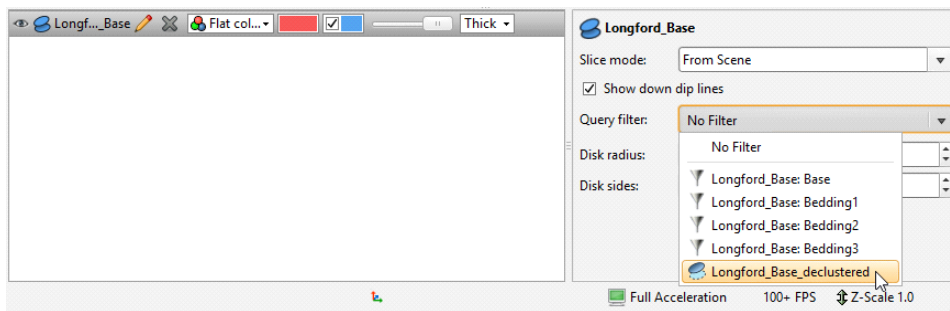 Longf..._Base Flat col... Thick
Longford_Base
Slice mode: From Scene
Show down dip lines
Query filter: No Filter
No Filter
Disk radius:
Longford_Base: Base
Disk sides:
Longford_Base: Bedding1
Longford_Base: Bedding2
Longford_Base: Bedding3
Longford_Base_declustered
Full Acceleration 100+ FPS Z-Scale 1.0